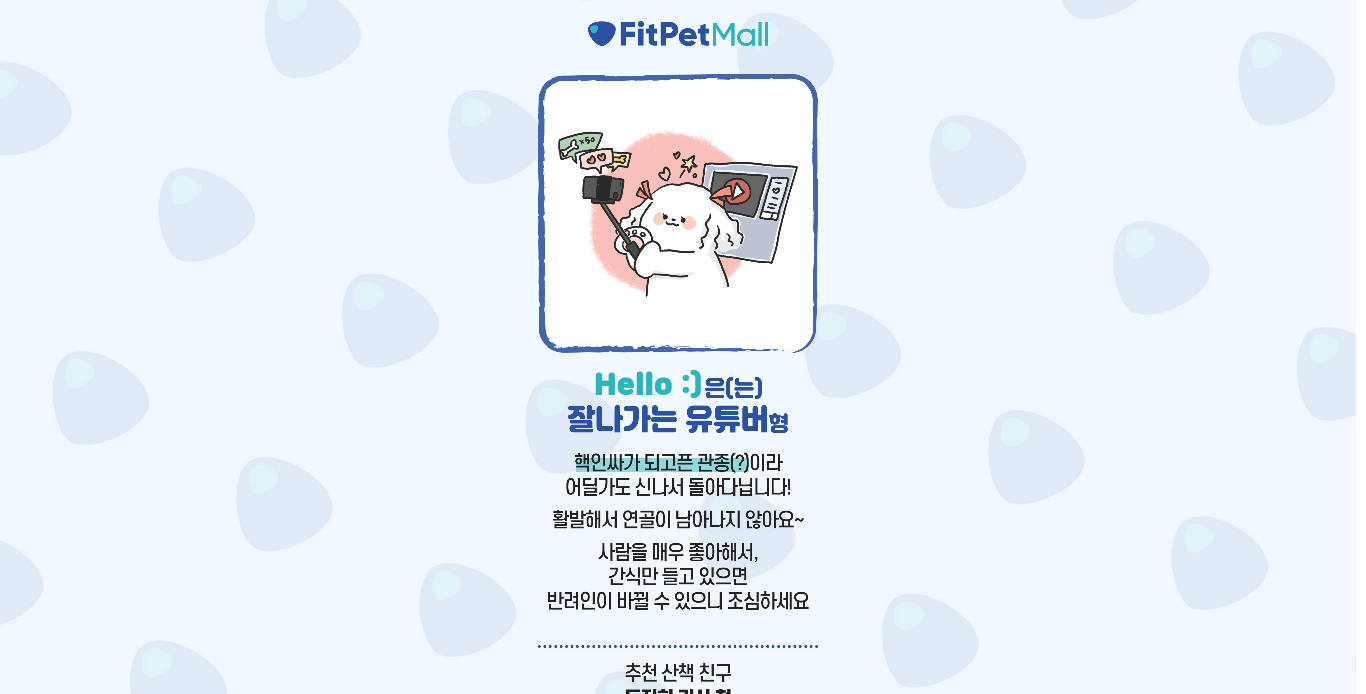 FitPetMall
x50
Hello :)은(는)
잘나가는 유튜버형
핵인싸가 되고픈 관종(?)이라
어딜가도 신나서 돌아다닙니다!
활발해서 연골이 남아나지 않아요~
사람을 매우 좋아해서,
간식만 들고 있으면
반려인이 바뀔 수 있으니 조심하세요
추천 산책 친구